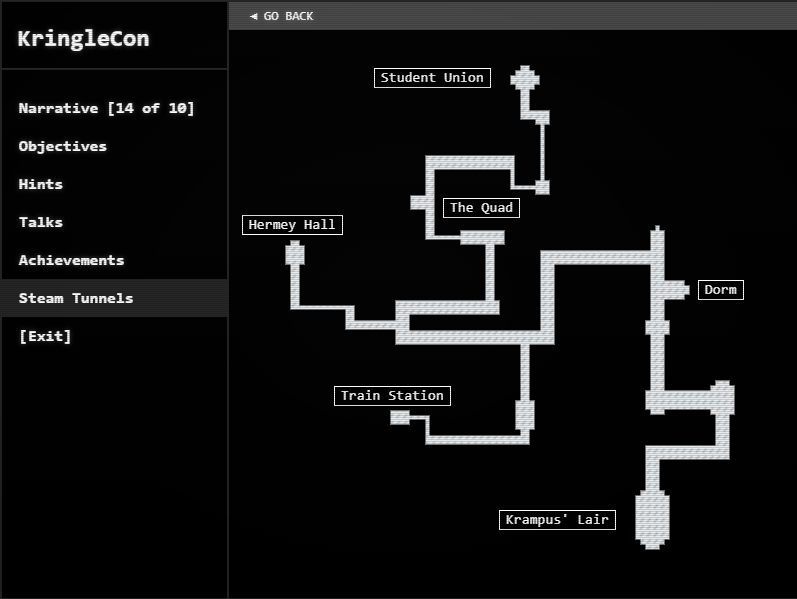 KringleCon
Narrative [14 of 10]
Objectives
Hints
Talks
Achievements
Steam Tunnels
[Exit]
◄ GO BACK
Student Union
The Quad
Hermey Hall
Dorm
Train Station
Krampus' Lair